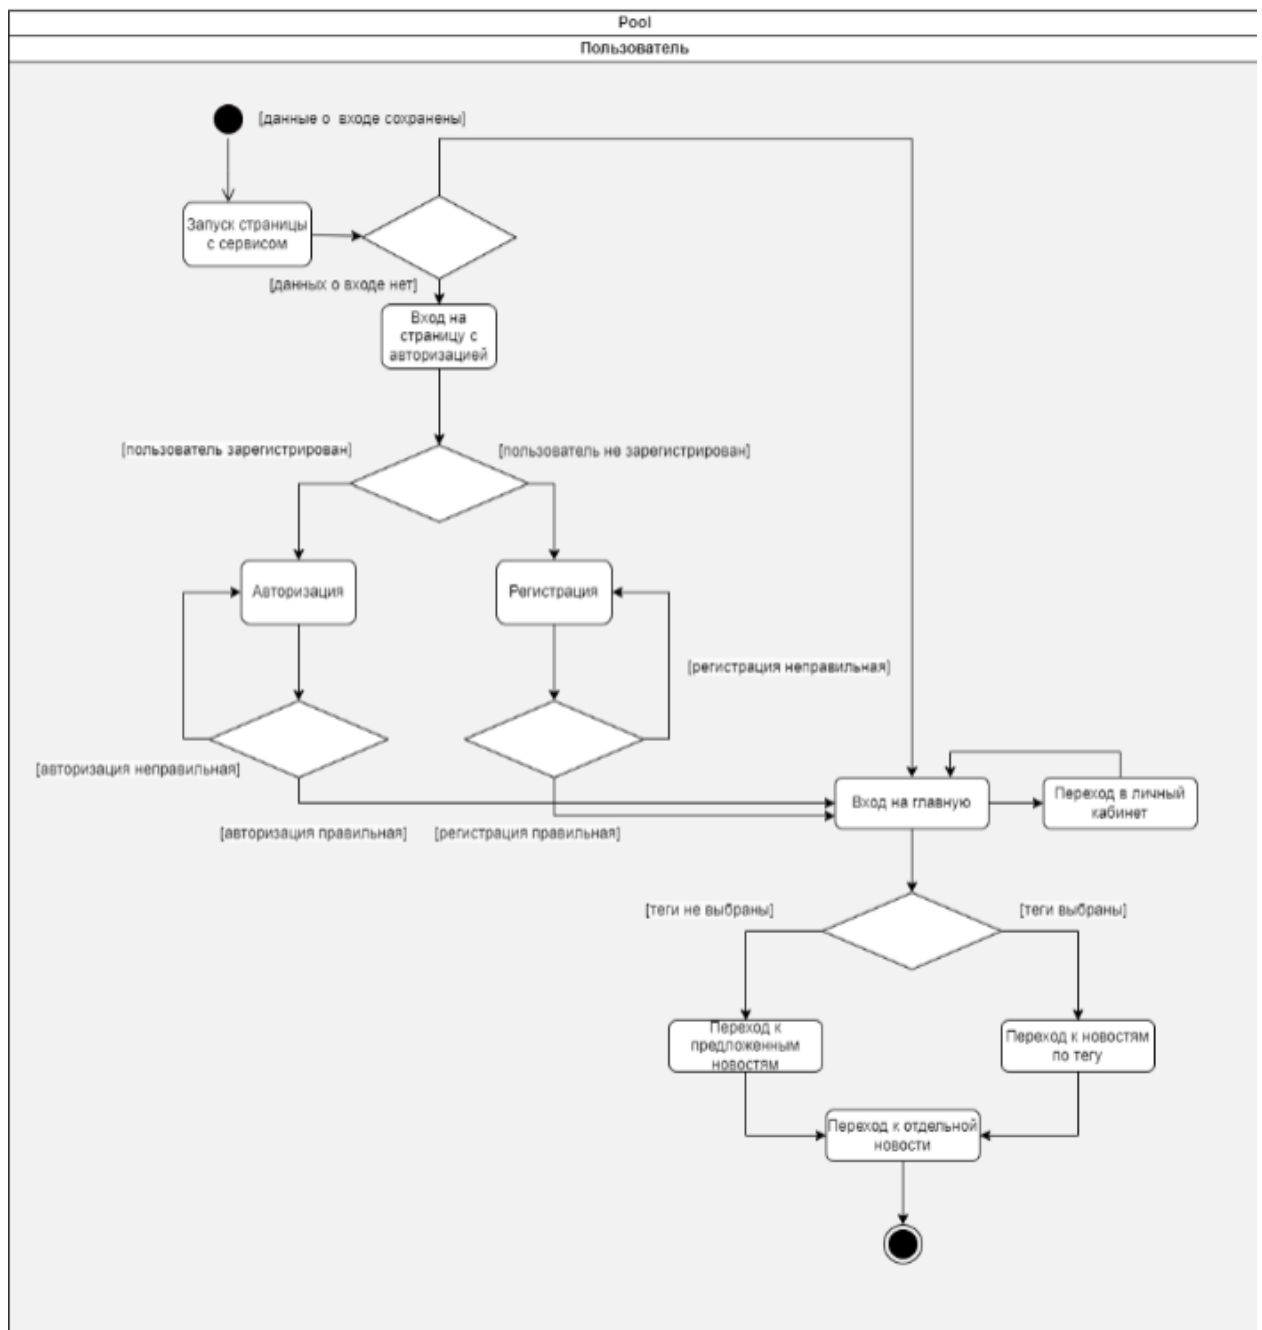 Pool
Пользователь
[данные о входе сохранены]
Запуск страницы
с сервисом
[данных о входе нет]
Вход на
страницу с
авторизацией
[пользователь зарегистрирован]
[пользователь не зарегистрирован]
Авторизация
Регистрация
[регистрация неправильная]
[авторизация неправильная]
Вход на главную
Переход в личный
кабинет
[авторизация правильная]
[регистрация правильная]
[теги не выбраны]
[теги выбраны]
Переход к
предложенным
новостям
Переход к новостям
по тегу
Переход к отдельной
новости